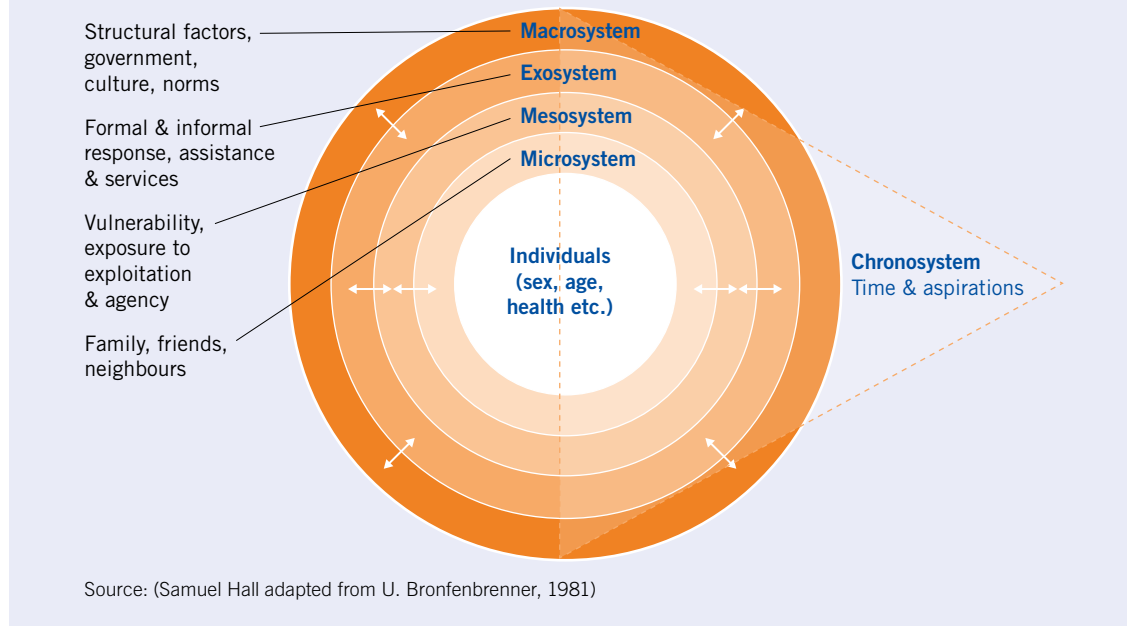 Structural factors,
government,
culture, norms
Formal & informal
response, assistance
& services
Vulnerability,
exposure to
exploitation
& agency
Family, friends,
neighbours
Macrosystem
Exosystem
Mesosystem
Microsystem
Individuals
(sex, age,
health etc.)
Chronosystem
Time & aspirations
Source: (Samuel Hall adapted from U. Bronfenbrenner, 1981)